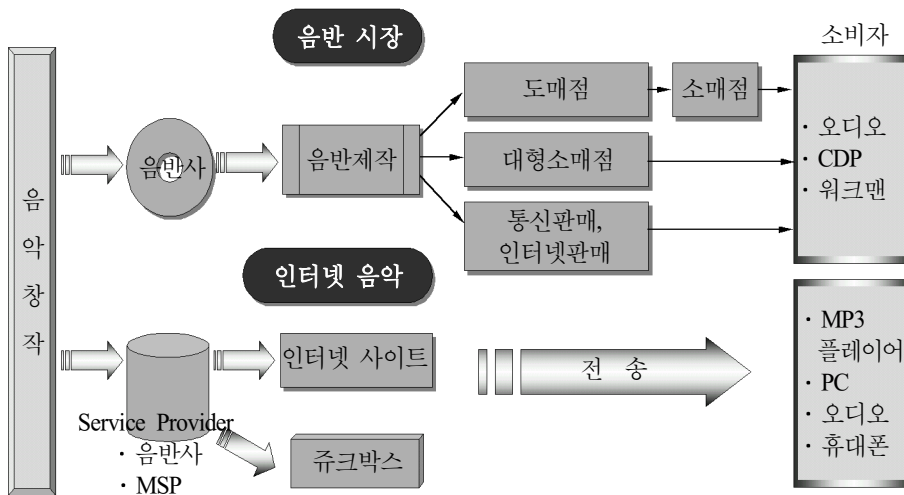 음반 시장
소비자
음악창작
음반사
음반제작
도매점
소매점
대형소매점
통신판매,
인터넷판매
· 오디오
· CDP
· 워크맨
인터넷 음악
Service Provider
· 음반사
· MSP
인터넷 사이트
쥬크박스
전 송
· MP3
플레이어
· PC
· 오디오
· 휴대폰